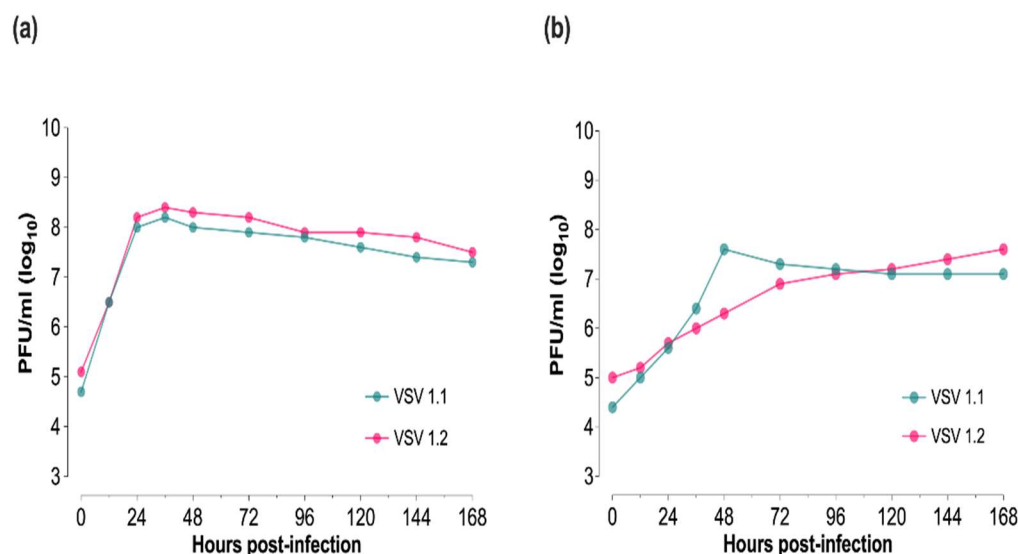 (a)
PFU/ml (log10)
10
9
8
7
6
5
4
3
VSV 1.1
VSV 1.2
0 24 48 72 96 120 144 168
Hours post-infection
(b)
PFU/ml (log10)
10
9
8
7
6
5
4
3
VSV 1.1
VSV 1.2
0 24 48 72 96 120 144 168
Hours post-infection